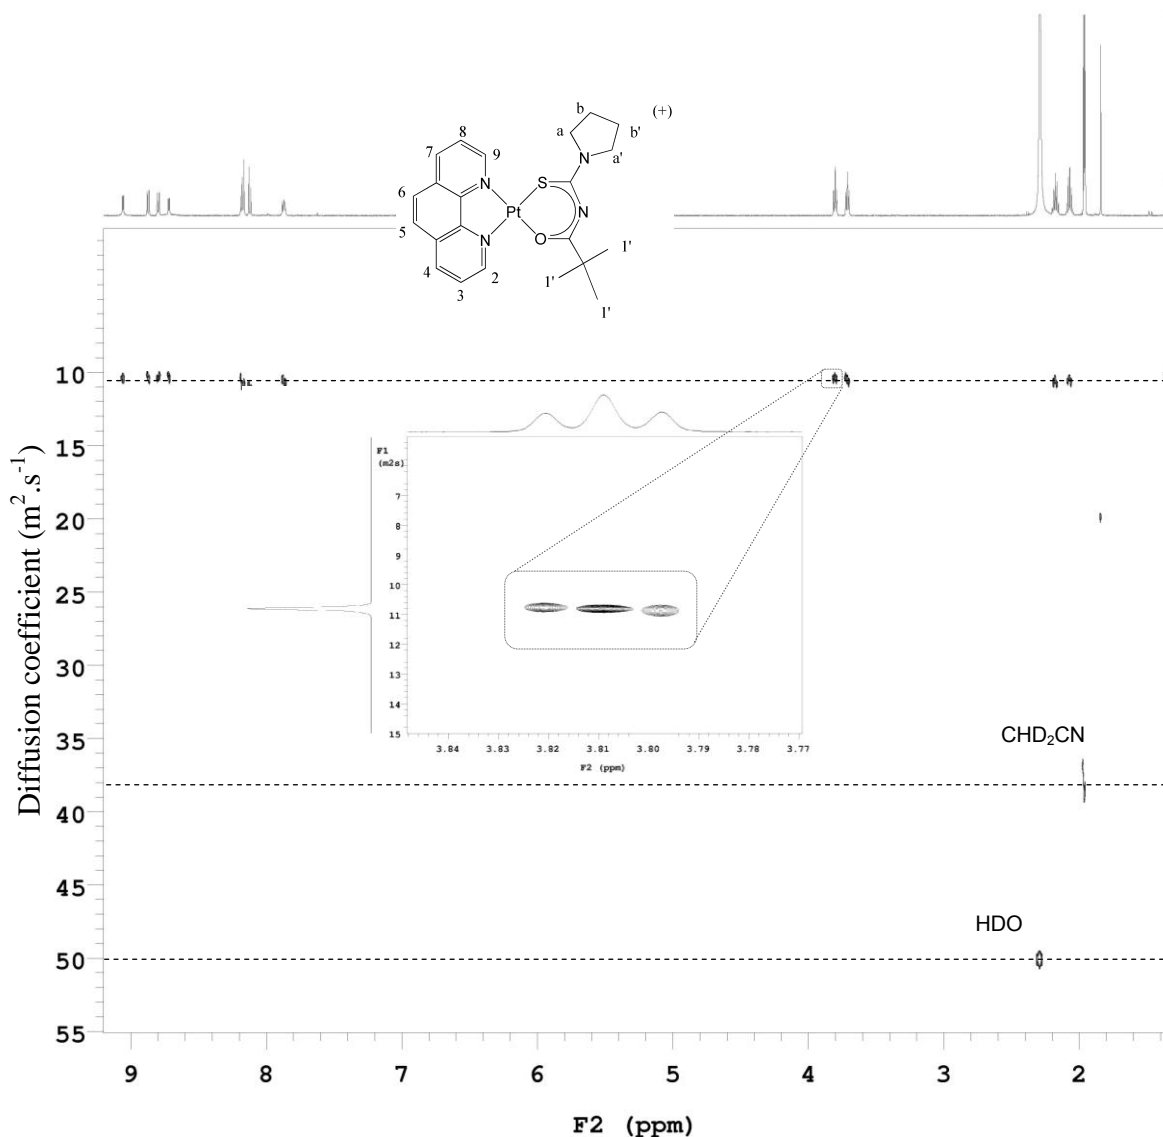 (+)
b
b'
a
a'
8
7
9
N
6
N
S
N
Pt
5
N
O
4
2
3
1'
1'
1'
10
15
20
25
30
35
40
45
50
55
Diffusion coefficient (m².s⁻¹)
F1
(m2s)
7
8
9
10
11
12
13
14
15
3.84 3.83 3.82 3.81 3.80 3.79 3.78 3.77
F2 (ppm)
CHD₂CN
HDO
9 8 7 6 5 4 3 2
F2 (ppm)